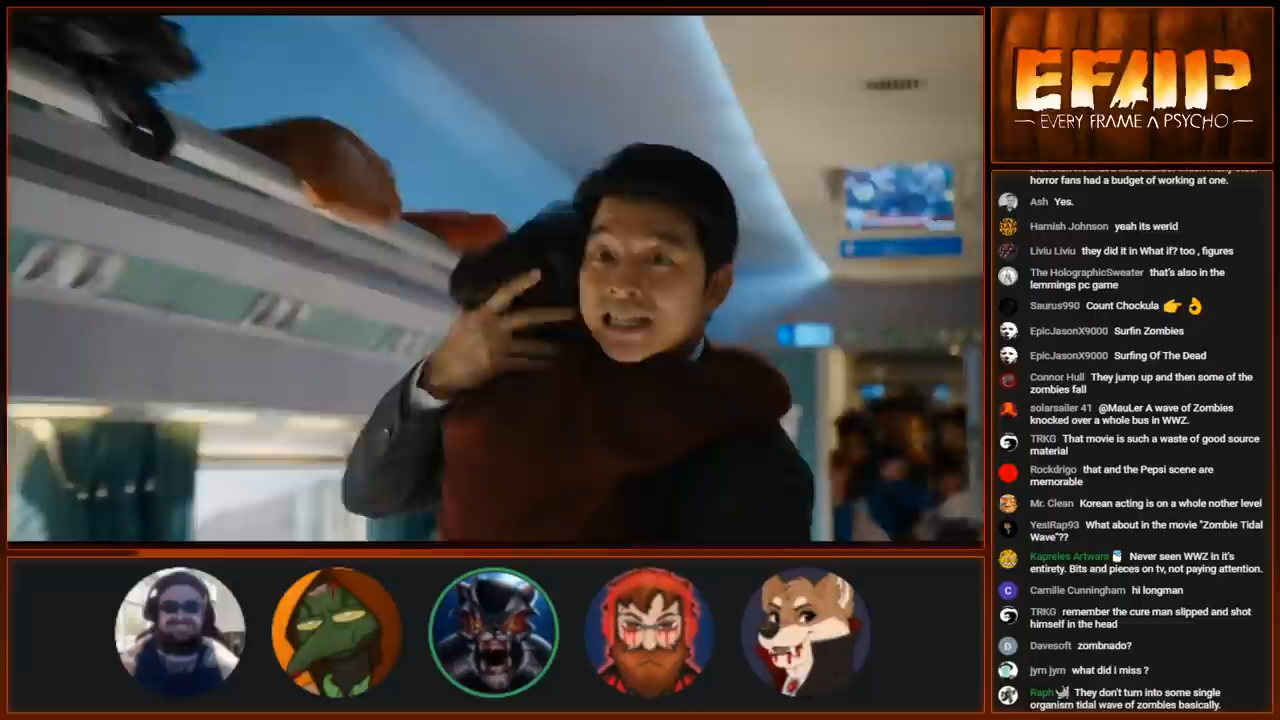 EFAIIP
EVERY FRAME A PSYCHO
horror fans had a budget of working at one.
Ash Yes.
Hamish Johnson yeah its werid
Liviu Liviu they did it in What if? too , figures
The HolographicSweater that's also in the
lemmings pc game
Saurus990 Count Chockula 👉 👌
EpicJasonX9000 Surfin Zombies
EpicJasonX9000 Surfing Of The Dead
Connor Hull They jump up and then some of the
zombies fall
solarsailer 41 @MauLer A wave of Zombies
knocked over a whole bus in WWZ.
TRKG That movie is such a waste of good source
material
Rockdrigo that and the Pepsi scene are
memorable
Mr. Clean Korean acting is on a whole nother level
YesIRap93 What about in the movie "Zombie Tidal
Wave"??
Kapreles Artware Never seen WWZ in it's
entirety. Bits and pieces on tv, not paying attention.
C
Camille Cunningham hi longman
TRKG remember the cure man slipped and shot
himself in the head
D
Davesoft zombnado?
jym jym what did I miss ?
Raph They don't turn into some single
organism tidal wave of zombies basically.